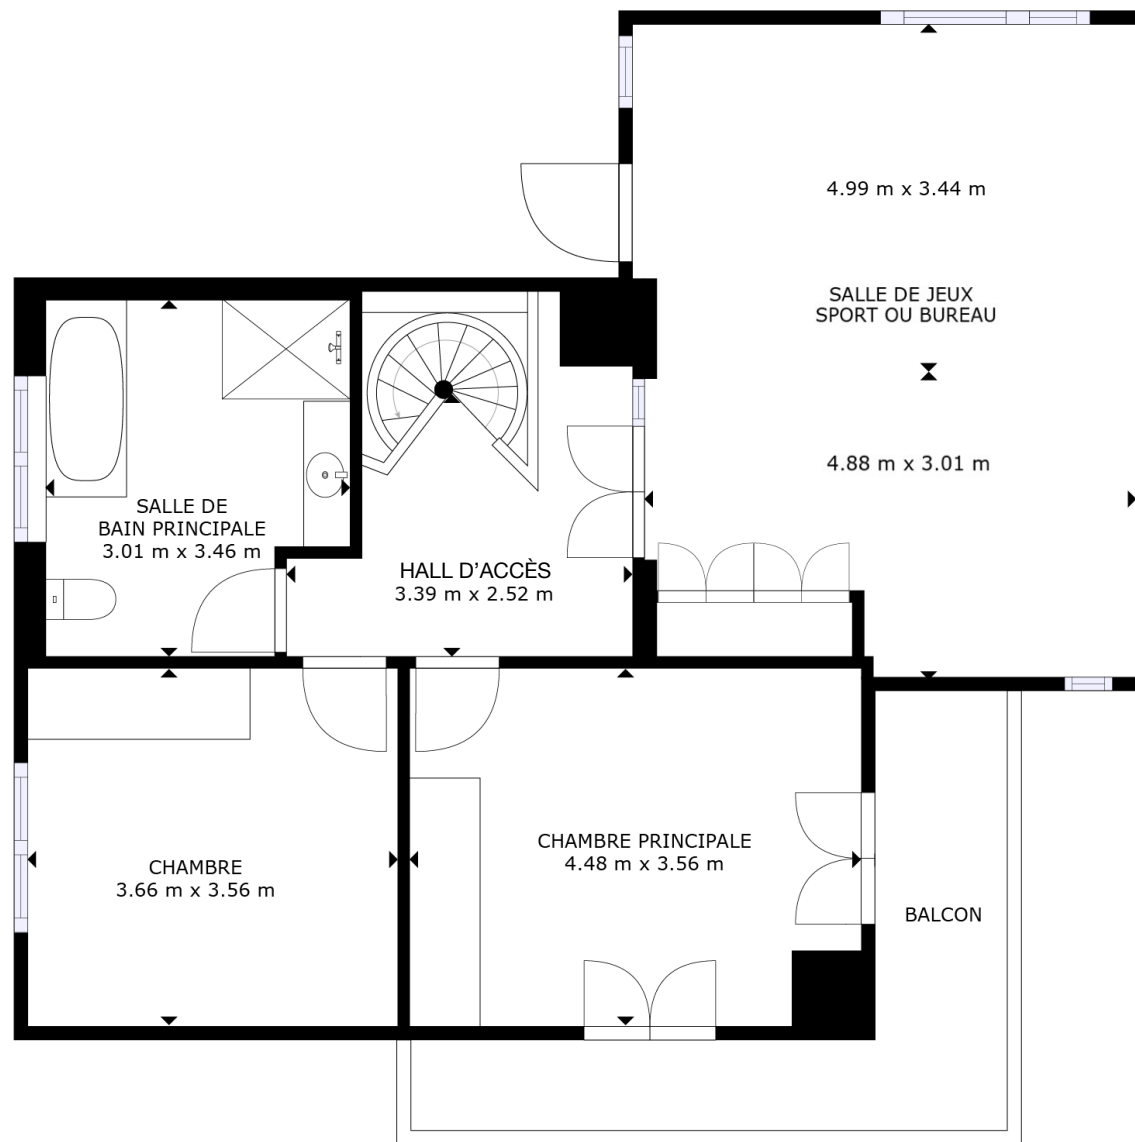 4.99 m x 3.44 m
SALLE DE JEUX
SPORT OU BUREAU
4.88 m x 3.01 m
SALLE DE
BAIN PRINCIPALE
3.01 m x 3.46 m
HALL D'ACCÈS
3.39 m x 2.52 m
CHAMBRE PRINCIPALE
4.48 m x 3.56 m
CHAMBRE
3.66 m x 3.56 m
BALCON